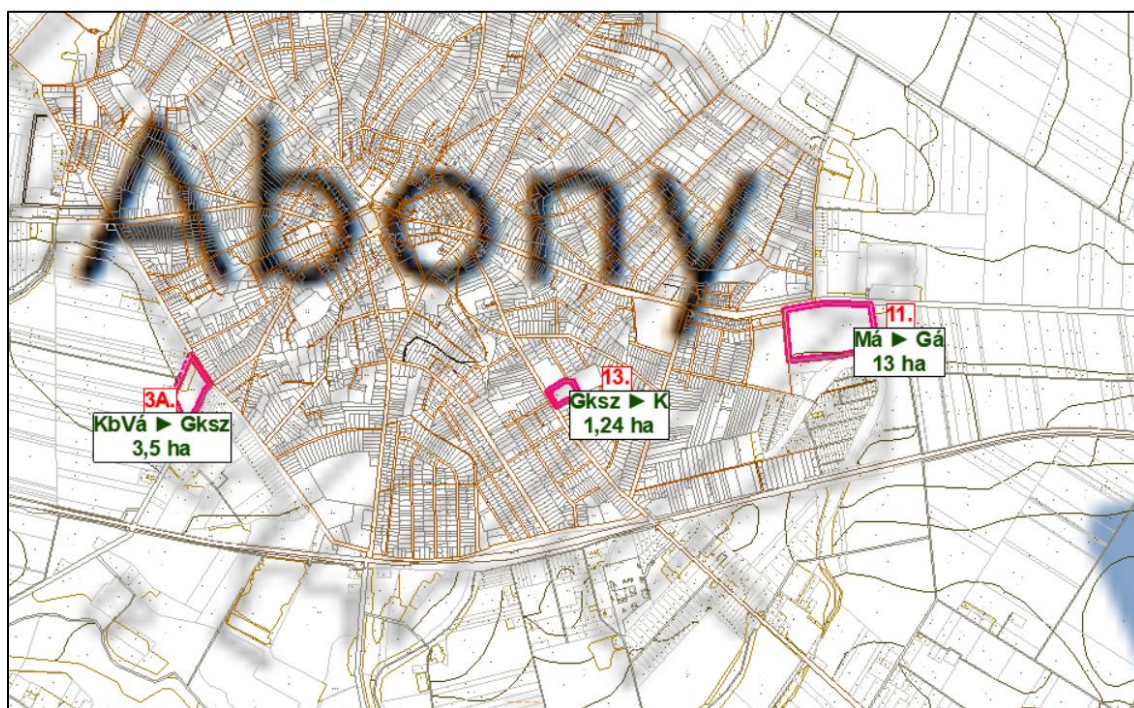 Abony
11.
Má ► Gá
13 ha
13.
Gksz ► K
1,24 ha
3A.
KbVá ► Gksz
3,5 ha